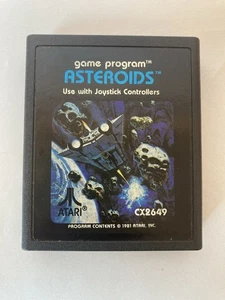 game program™
ASTEROIDS™
Use with Joystick Controllers
ATARI®
CX2649
PROGRAM CONTENTS © 1981 ATARI, INC.